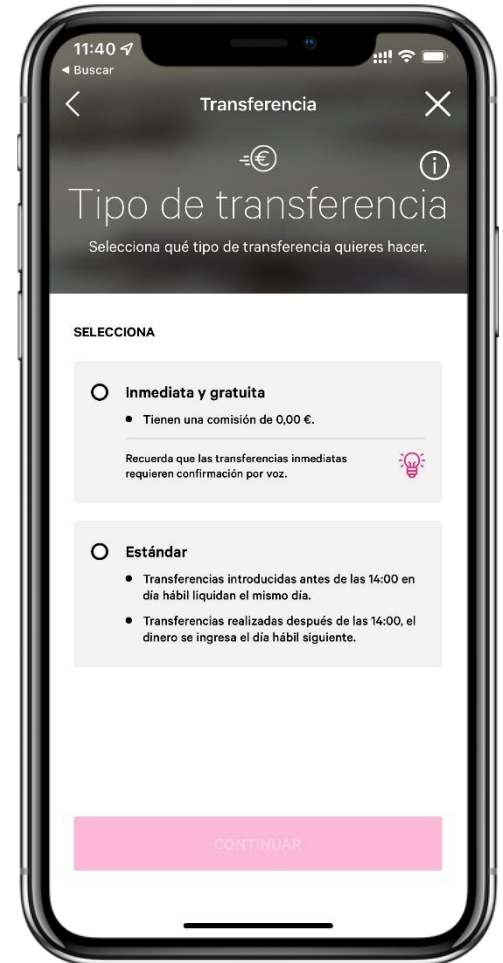 11:40
◀ Buscar
Transferencia
Tipo de transferencia
Selecciona qué tipo de transferencia quieres hacer.
SELECCIONA
Inmediata y gratuita
• Tienen una comisión de 0,00 €.
Recuerda que las transferencias inmediatas
requieren confirmación por voz.
Estándar
• Transferencias introducidas antes de las 14:00 en
día hábil liquidan el mismo día.
• Transferencias realizadas después de las 14:00, el
dinero se ingresa el día hábil siguiente.
CONTINUAR